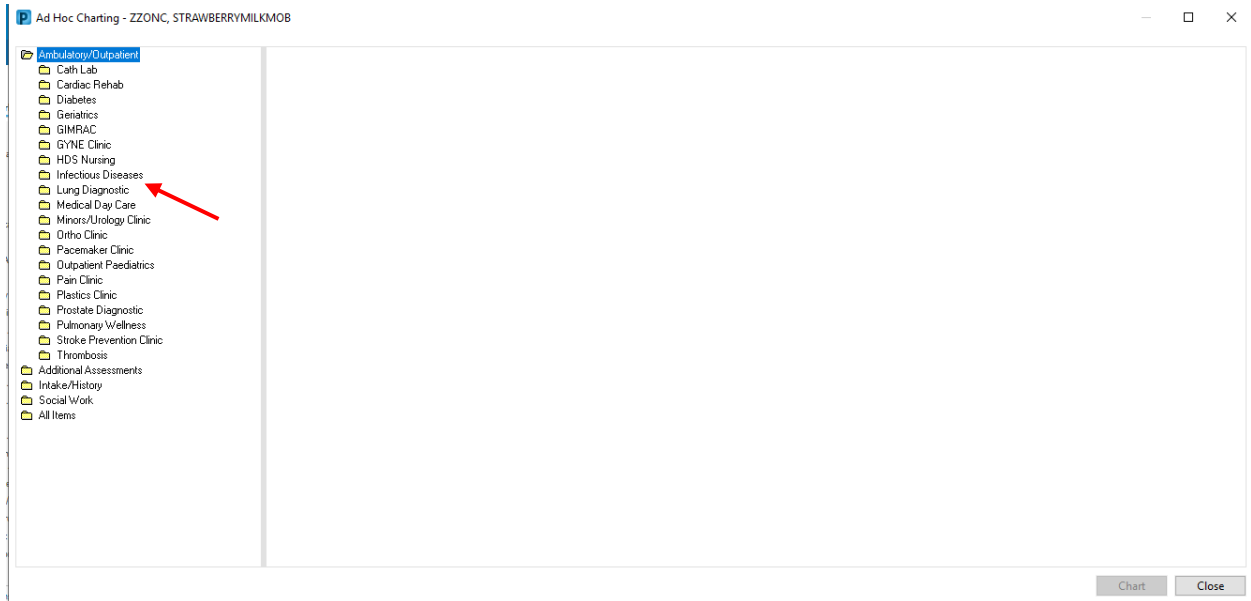 P Ad Hoc Charting - ZZONC, STRAWBERRYMILKMOB
Ambulatory/Outpatient
Cath Lab
Cardiac Rehab
Diabetes
Geriatrics
GIMRAC
GYNE Clinic
HDS Nursing
Infectious Diseases
Lung Diagnostic
Medical Day Care
Minors/Urology Clinic
Ortho Clinic
Pacemaker Clinic
Outpatient Paediatrics
Pain Clinic
Plastics Clinic
Prostate Diagnostic
Pulmonary Wellness
Stroke Prevention Clinic
Thrombosis
Additional Assessments
Intake/History
Social Work
All Items
Chart Close